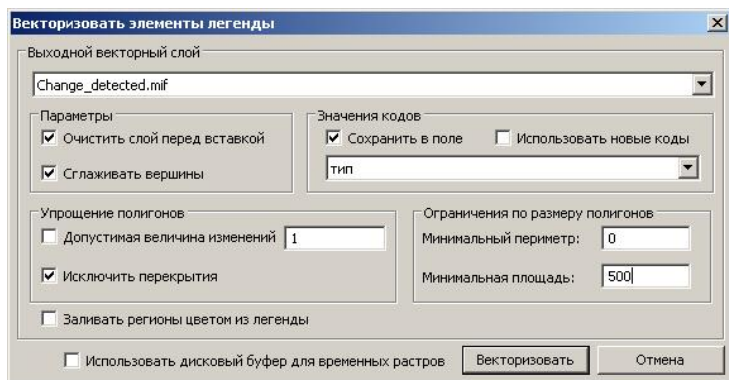 Векторизовать элементы легенды
Выходной векторный слой
Change_detected.mif
Параметры
Очистить слой перед вставкой
Сглаживать вершины
Значения кодов
Сохранить в поле Использовать новые коды
тип
Упрощение полигонов
Допустимая величина изменений 1
Исключить перекрытия
Ограничения по размеру полигонов
Минимальный периметр: 0
Минимальная площадь: 500
Заливать регионы цветом из легенды
Использовать дисковый буфер для временных растров Векторизовать Отмена